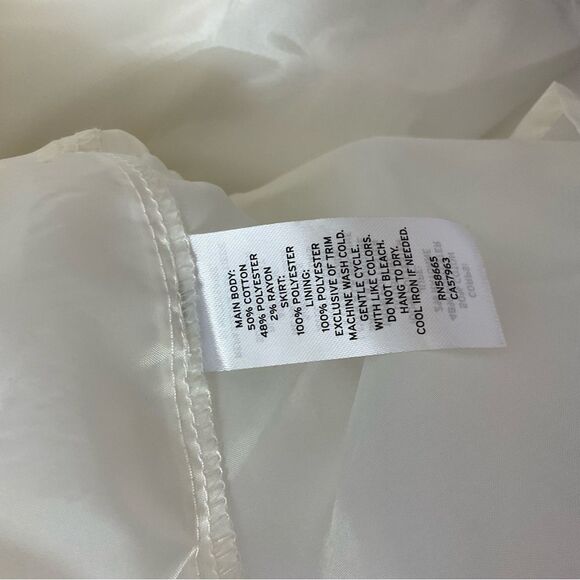 MAIN BODY:
50% COTTON
48% POLYESTER
2% RAYON
SKIRT:
100% POLYESTER
LINING:
100% POLYESTER
EXCLUSIVE OF TRIM
MACHINE WASH COLD.
GENTLE CYCLE.
WITH LIKE COLORS.
DO NOT BLEACH.
HANG TO DRY.
COOL IRON IF NEEDED.
RN58665
CA57963